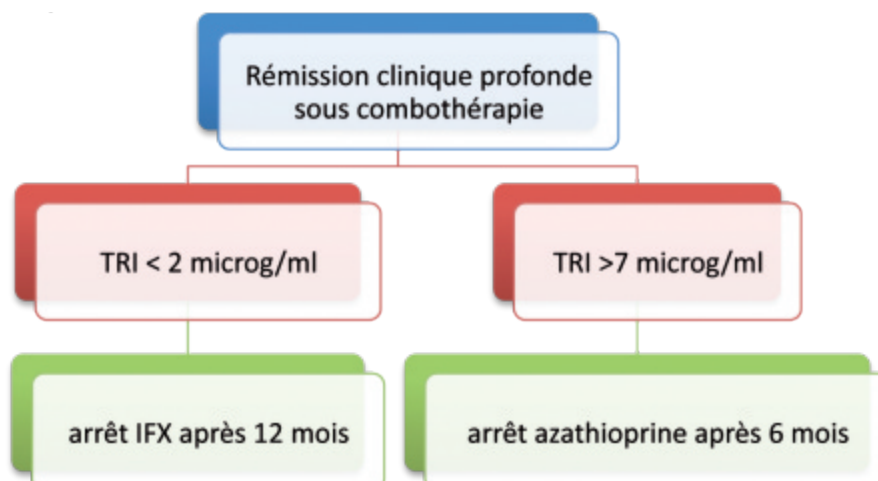 Rémission clinique profonde
sous combothérapie
TRI < 2 microg/ml
TRI >7 microg/ml
arrêt IFX après 12 mois
arrêt azathioprine après 6 mois